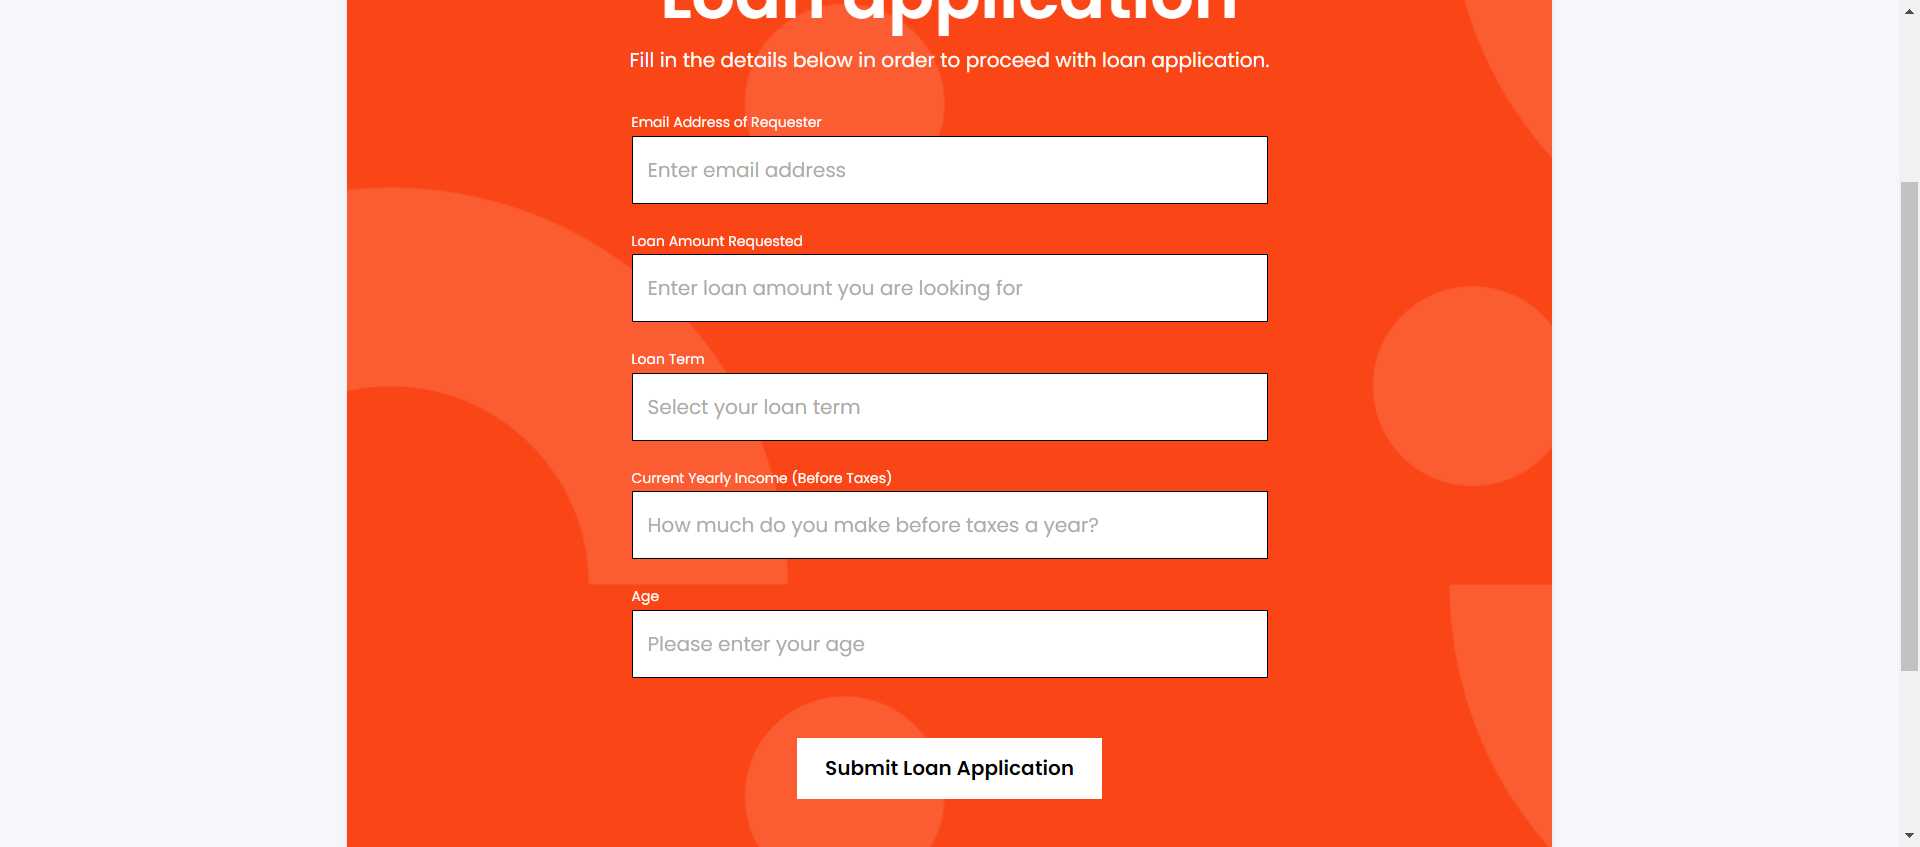 Loan application
Fill in the details below in order to proceed with loan application.
Email Address of Requester
Enter email address
Loan Amount Requested
Enter loan amount you are looking for
Loan Term
Select your loan term
Current Yearly Income (Before Taxes)
How much do you make before taxes a year?
Age
Please enter your age
Submit Loan Application